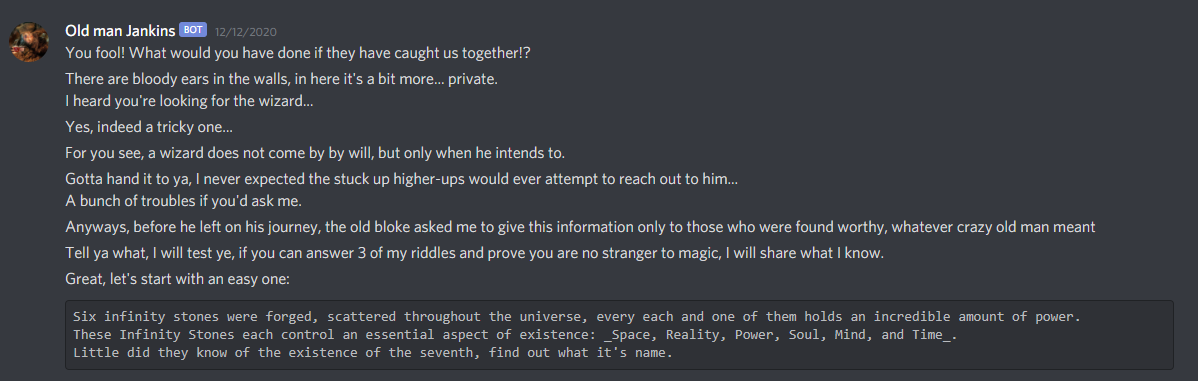 Old man Jankins BOT 12/12/2020
You fool! What would you have done if they have caught us together!?
There are bloody ears in the walls, in here it's a bit more... private.
I heard you're looking for the wizard...
Yes, indeed a tricky one...
For you see, a wizard does not come by by will, but only when he intends to.
Gotta hand it to ya, I never expected the stuck up higher-ups would ever attempt to reach out to him...
A bunch of troubles if you'd ask me.
Anyways, before he left on his journey, the old bloke asked me to give this information only to those who were found worthy, whatever crazy old man meant
Tell ya what, I will test ye, if you can answer 3 of my riddles and prove you are no stranger to magic, I will share what I know.
Great, let's start with an easy one:
Six infinity stones were forged, scattered throughout the universe, every each and one of them holds an incredible amount of power.
These Infinity Stones each control an essential aspect of existence: _Space, Reality, Power, Soul, Mind, and Time_.
Little did they know of the existence of the seventh, find out what it's name.